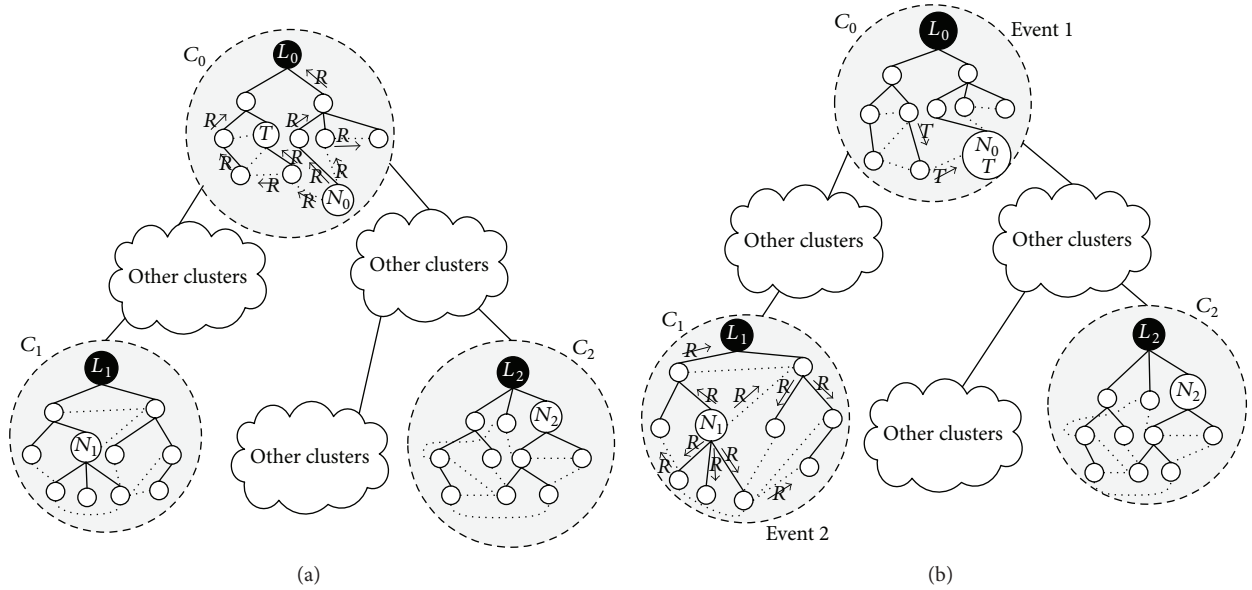 C0
L0
R
R
R
T
R
R
R
R
R
R
R
N0
Other clusters
Other clusters
C1
L1
N1
Other clusters
C2
L2
N2
(a)
C0
L0
Event 1
T
N0
T
T
Other clusters
Other clusters
C1
L1
R
R
R
R
R
N1
R
R
R
R
R
Event 2
Other clusters
C2
L2
N2
(b)